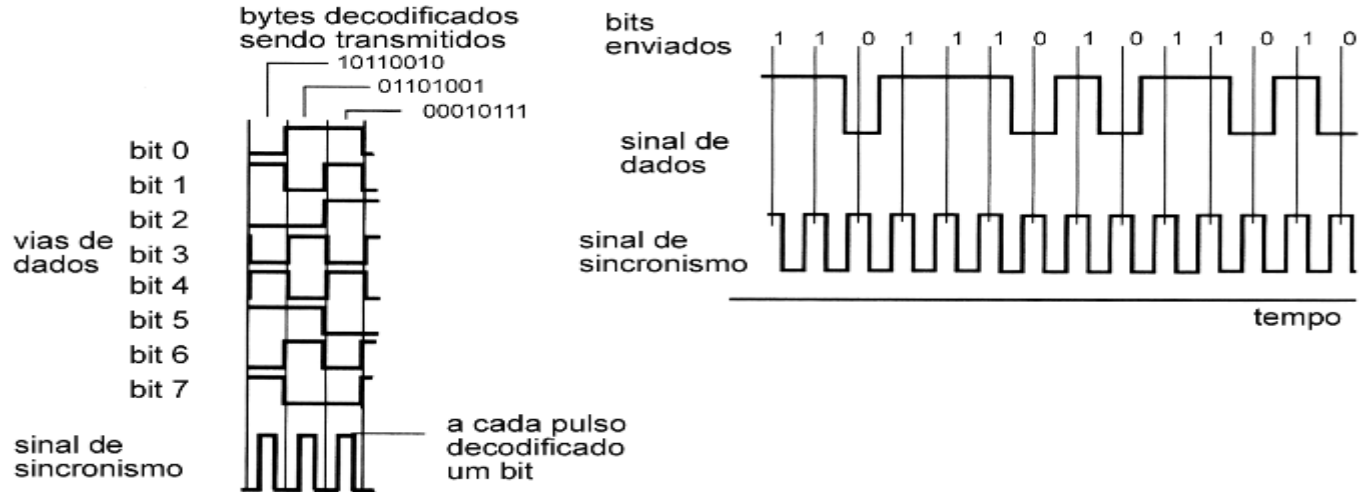 bytes decodificados
sendo transmitidos
10110010
01101001
00010111
bit 0
bit 1
bit 2
vias de
dados
bit 3
bit 4
bit 5
bit 6
bit 7
sinal de
sincronismo
a cada pulso
decodificado
um bit
bits
enviados
1 1 0 1 1 1 0 1 0 1 1 0 1 0
sinal de
dados
sinal de
sincronismo
tempo